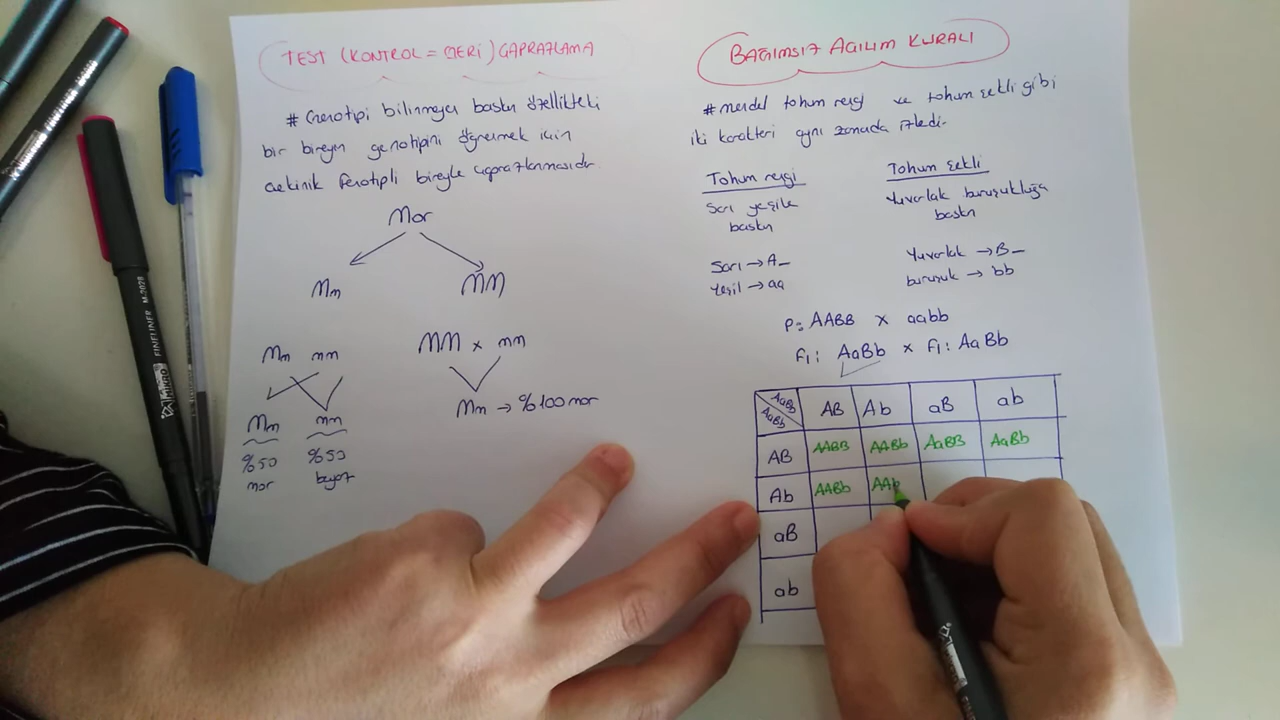 TEST (KONTROL = GERİ) ÇAPRAZLAMA
# Genotipi bilinmeyen baskın özellikteki
bir bireyin genotipini öğrenmek için
çekinik fenotipli bireyle çaprazlanmasıdır
Mor
Mm MM
Mm mm
Mm mm
%50 %50
mor beyaz
MM x mm
Mm → %100 mor
BAĞIMSIZ AÇILIM KURALI
# mendel tohum rengi ve tohum şekli gibi
iki karakteri aynı zamanda izledi.
Tohum rengi
Sarı yeşile
baskın
Sarı → A_
Yeşil → aa
Tohum şekli
Yuvarlak buruşukluğa
baskın
Yuvarlak → B_
buruşuk → bb
P: AABB x aabb
F1: AaBb x F1: AaBb
AaBb
AaBb
AB Ab aB ab
AB AABB AABb AaBB AaBb
Ab AABb AAb
aB
ab
FINELINER M-2028